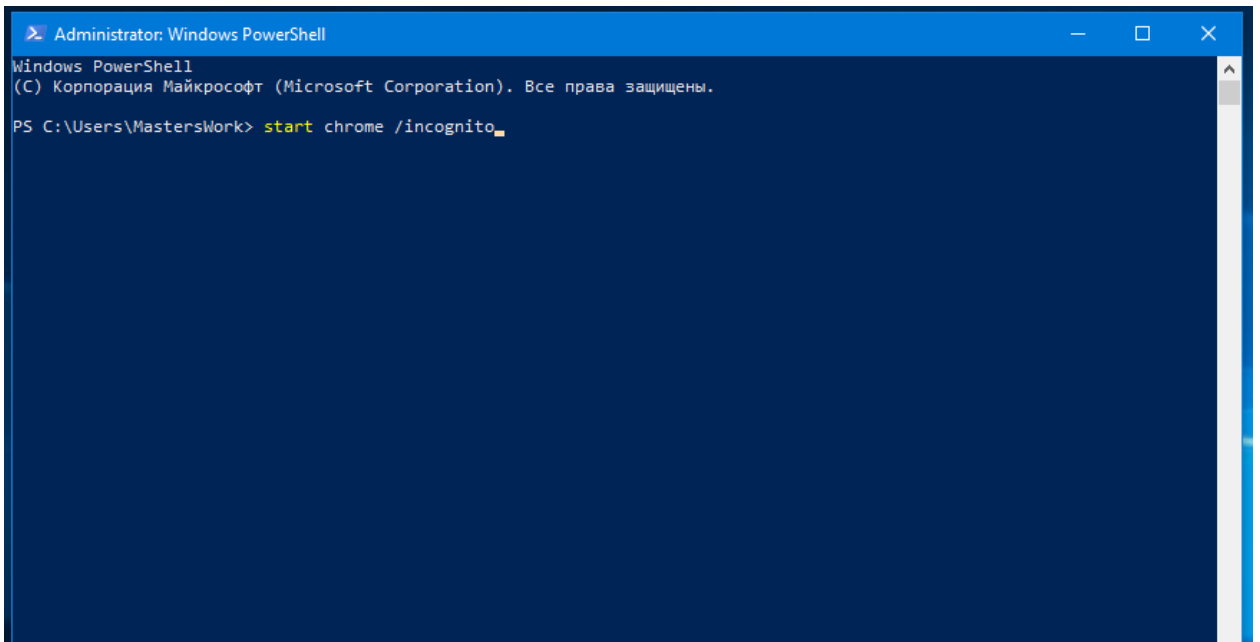 Administrator: Windows PowerShell
Windows PowerShell
(C) Корпорация Майкрософт (Microsoft Corporation). Все права защищены.
PS C:\Users\MastersWork> start chrome /incognito